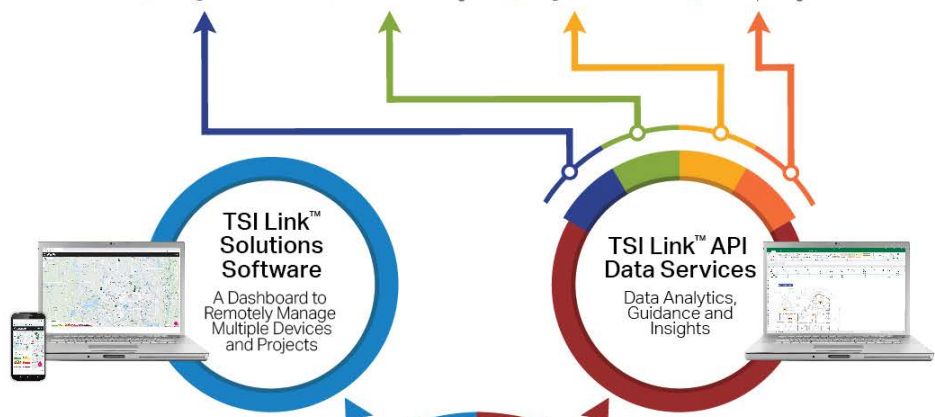 TSI Link™
Solutions
Software
A Dashboard to
Remotely Manage
Multiple Devices
and Projects
TSI Link™ API
Data Services
Data Analytics,
Guidance and
Insights